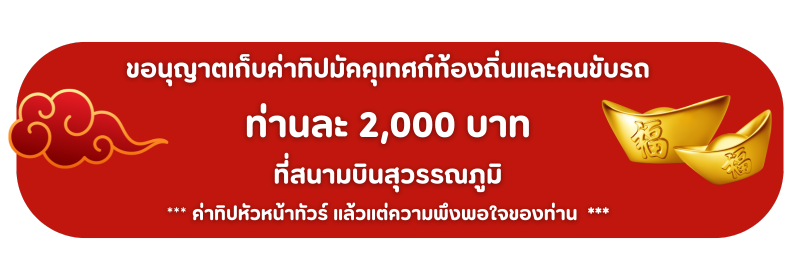 ขอนุญาตเก็บค่าทิปมัคคุเทศก์ท้องถิ่นและคนขับรถ
ท่านละ 2,000 บาท
ที่สนามบินสุวรรณภูมิ
*** ค่าทิปหัวหน้าทัวร์ แล้วแต่ความพึงพอใจของท่าน ***
福
福